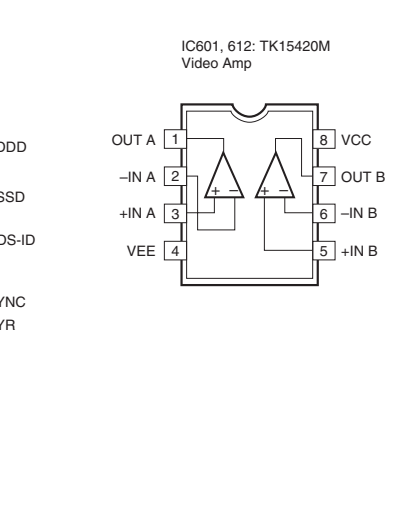 IC601, 612: TK15420M
Video Amp
DDD
SSD
DS-ID
YNC
YR
OUT A 1
–IN A 2
+IN A 3
VEE 4
+ –
+ –
8 VCC
7 OUT B
6 –IN B
5 +IN B